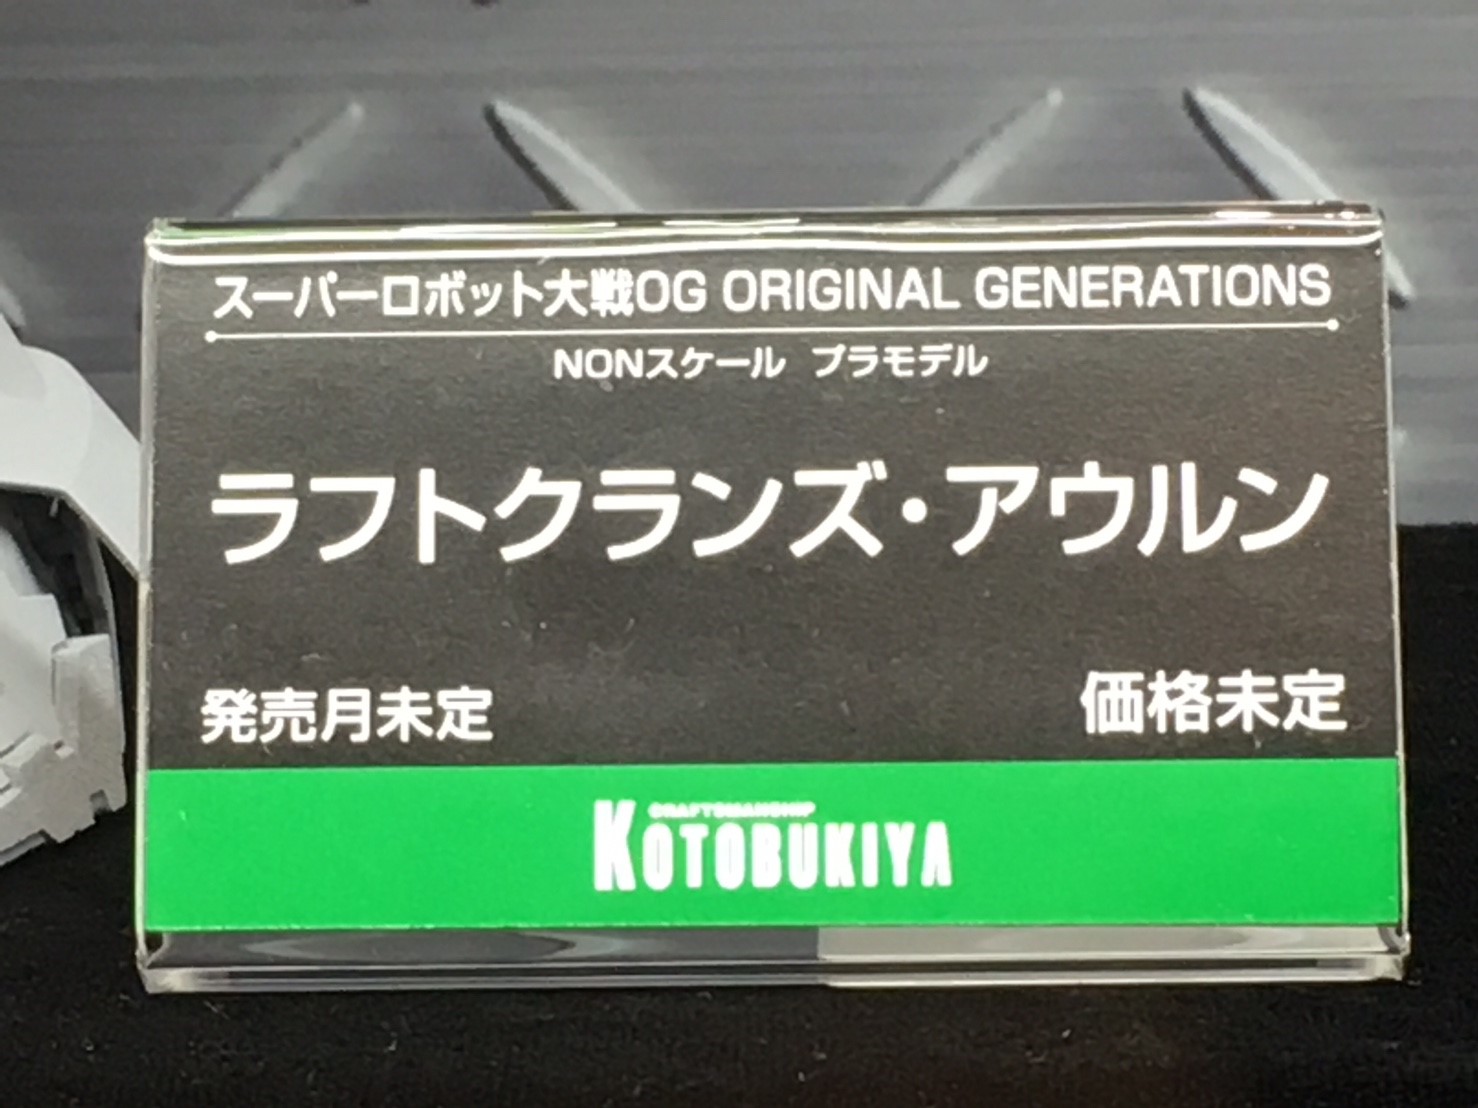 スーパーロボット大戦OG ORIGINAL GENERATIONS
NONスケール プラモデル
ラフトクランズ・アウルン
発売月未定 価格未定
CRAFTSMANSHIP
KOTOBUKIYA